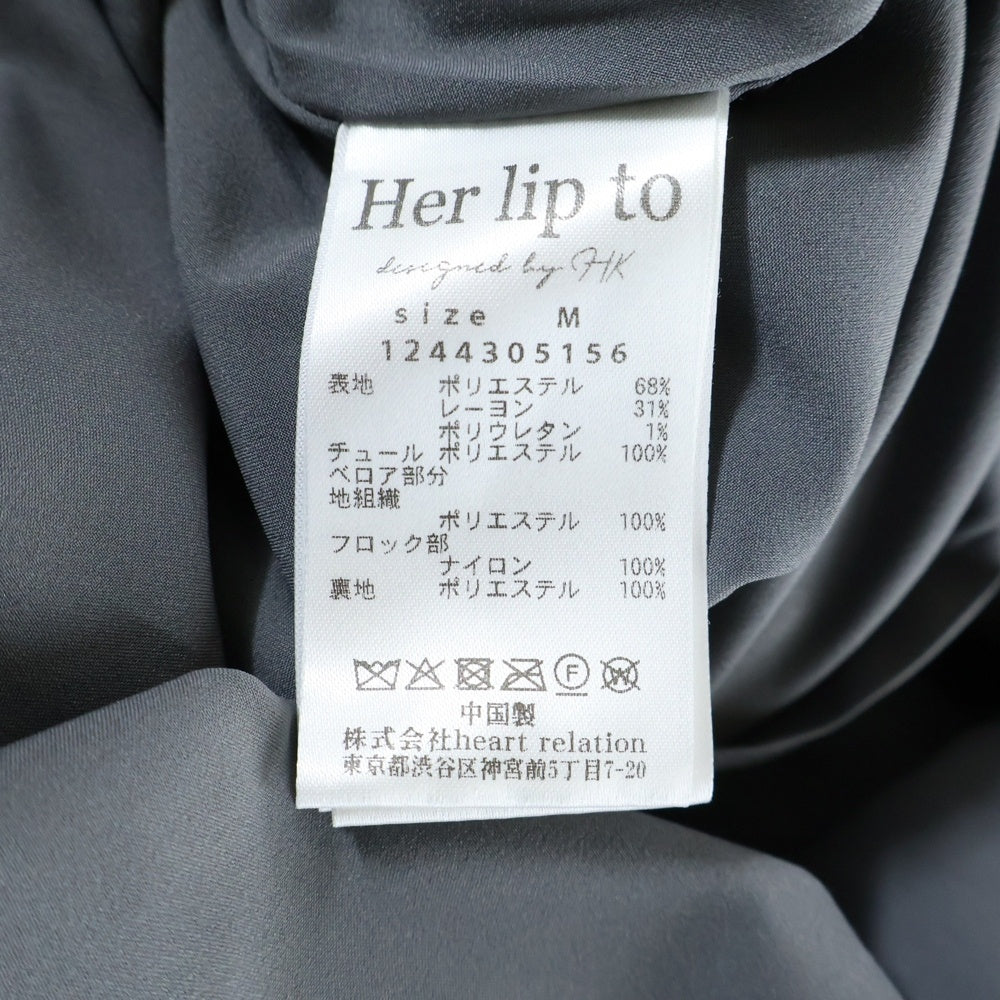 Her lip to
designed by HK
size M
1244305156
表地 ポリエステル 68%
レーヨン 31%
ポリウレタン 1%
チュール ポリエステル 100%
ベロア部分
地組織
ポリエステル 100%
フロック部
ナイロン 100%
裏地 ポリエステル 100%
F W
中国製
株式会社heart relation
東京都渋谷区神宮前5丁目7-20